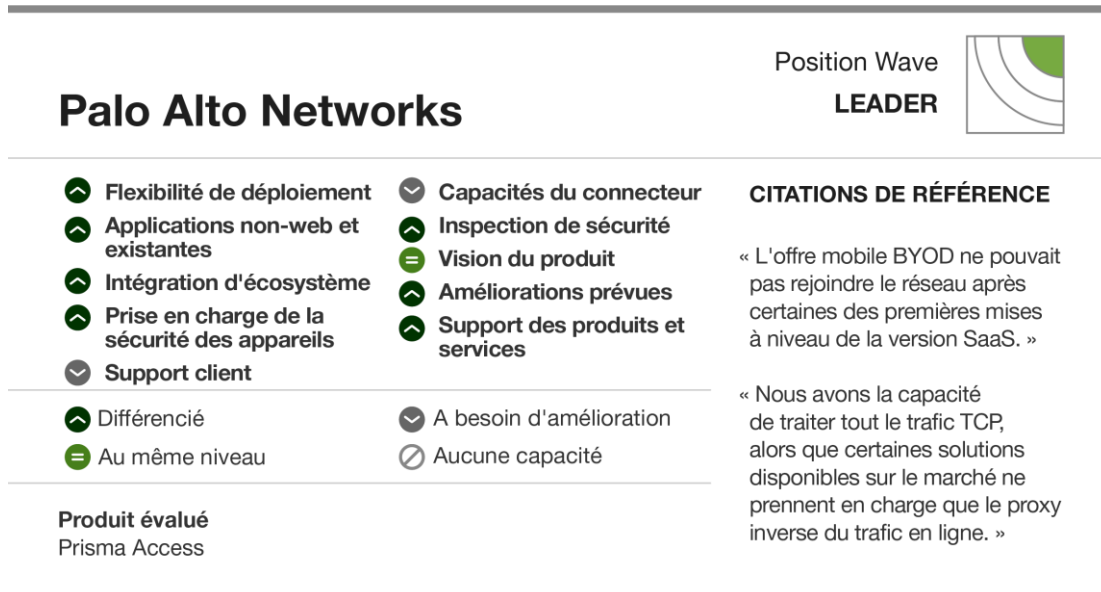 Position Wave
LEADER
Palo Alto Networks
Flexibilité de déploiement
Applications non-web et
existantes
Intégration d'écosystème
Prise en charge de la
sécurité des appareils
Support client
Capacités du connecteur
Inspection de sécurité
Vision du produit
Améliorations prévues
Support des produits et
services
Différencié
Au même niveau
A besoin d'amélioration
Aucune capacité
Produit évalué
Prisma Access
CITATIONS DE RÉFÉRENCE
« L'offre mobile BYOD ne pouvait
pas rejoindre le réseau après
certaines des premières mises
à niveau de la version SaaS. »
« Nous avons la capacité
de traiter tout le trafic TCP,
alors que certaines solutions
disponibles sur le marché ne
prennent en charge que le proxy
inverse du trafic en ligne. »